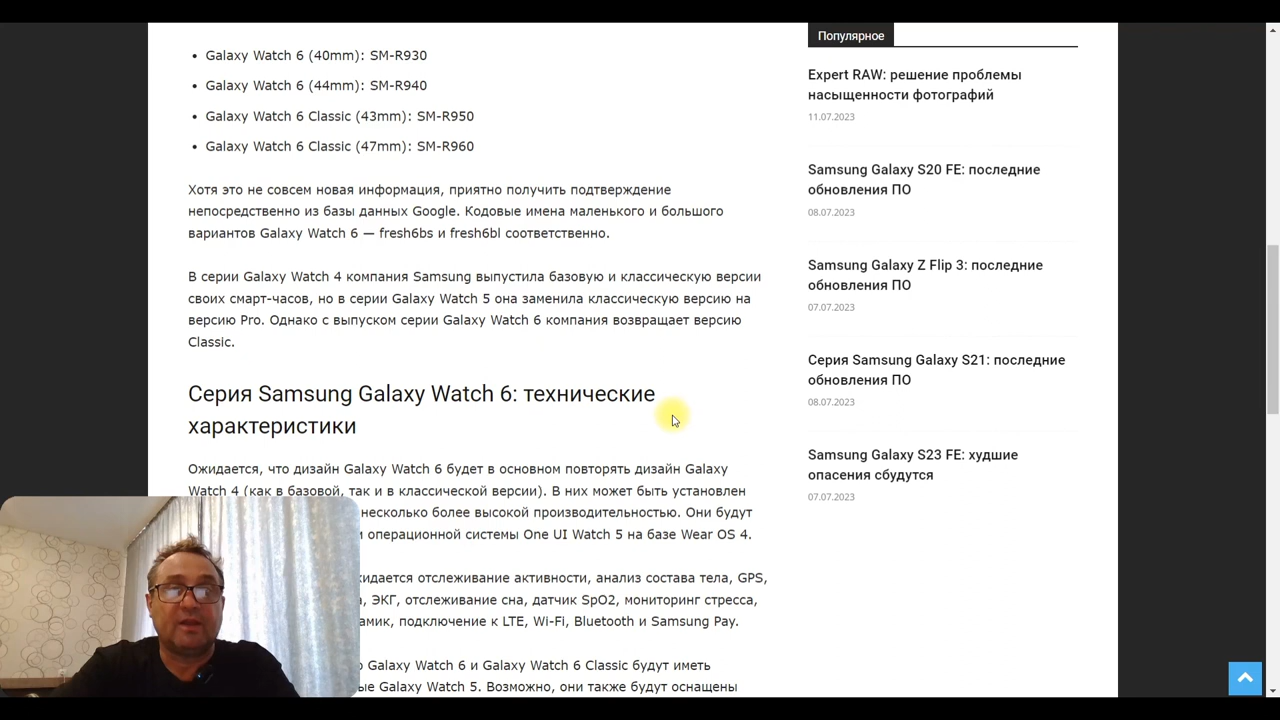 Galaxy Watch 6 (40mm): SM-R930
Galaxy Watch 6 (44mm): SM-R940
Galaxy Watch 6 Classic (43mm): SM-R950
Galaxy Watch 6 Classic (47mm): SM-R960
Хотя это не совсем новая информация, приятно получить подтверждение
непосредственно из базы данных Google. Кодовые имена маленького и большого
вариантов Galaxy Watch 6 — fresh6bs и fresh6bl соответственно.
В серии Galaxy Watch 4 компания Samsung выпустила базовую и классическую версии
своих смарт-часов, но в серии Galaxy Watch 5 она заменила классическую версию на
версию Pro. Однако с выпуском серии Galaxy Watch 6 компания возвращает версию
Classic.
Серия Samsung Galaxy Watch 6: технические
характеристики
Ожидается, что дизайн Galaxy Watch 6 будет в основном повторять дизайн Galaxy
Watch 4 (как в базовой, так и в классической версии). В них может быть установлен
несколько более высокой производительностью. Они будут
операционной системы One UI Watch 5 на базе Wear OS 4.
отслеживание активности, анализ состава тела, GPS,
ЭКГ, отслеживание сна, датчик SpO2, мониторинг стресса,
подключение к LTE, Wi-Fi, Bluetooth и Samsung Pay.
Galaxy Watch 6 и Galaxy Watch 6 Classic будут иметь
Galaxy Watch 5. Возможно, они также будут оснащены
Популярное
Expert RAW: решение проблемы
насыщенности фотографий
11.07.2023
Samsung Galaxy S20 FE: последние
обновления ПО
08.07.2023
Samsung Galaxy Z Flip 3: последние
обновления ПО
07.07.2023
Серия Samsung Galaxy S21: последние
обновления ПО
08.07.2023
Samsung Galaxy S23 FE: худшие
опасения сбудутся
07.07.2023